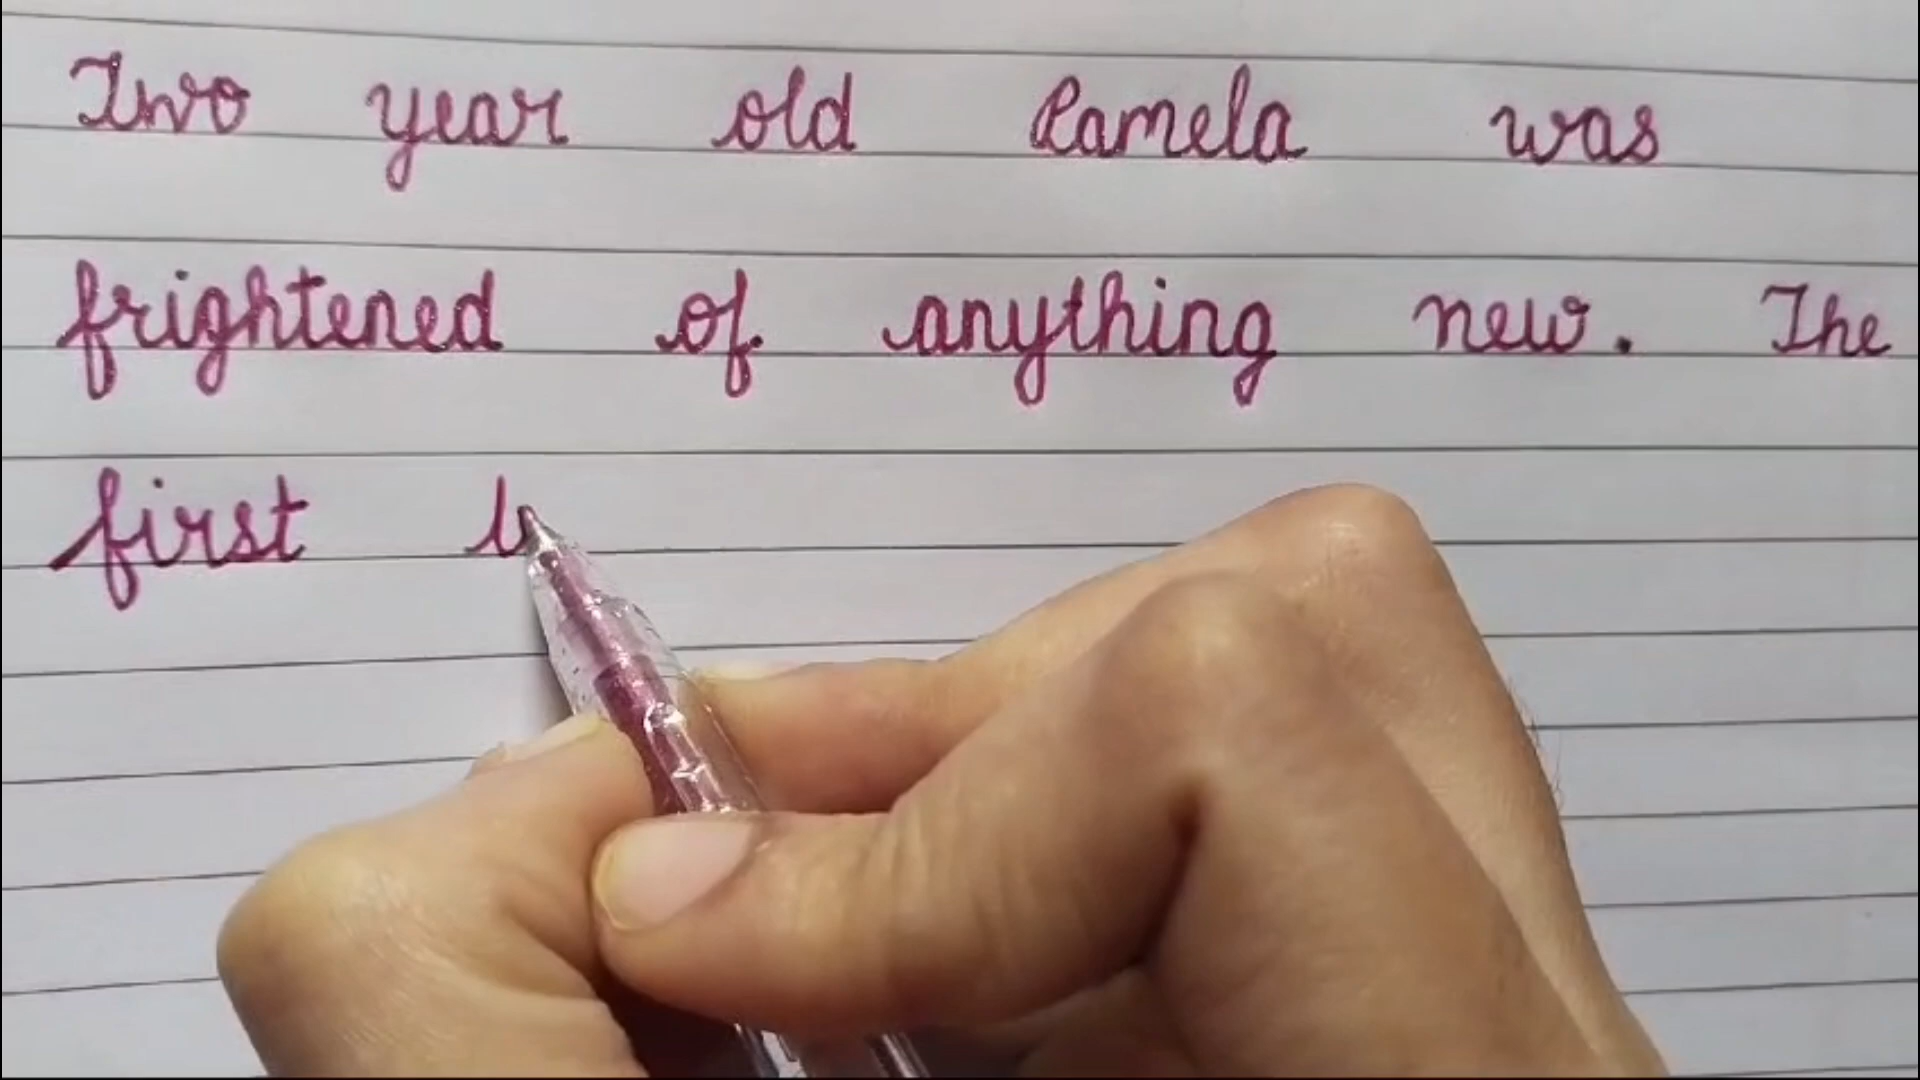 Two year old Pamela was
frightened of anything new. The
first